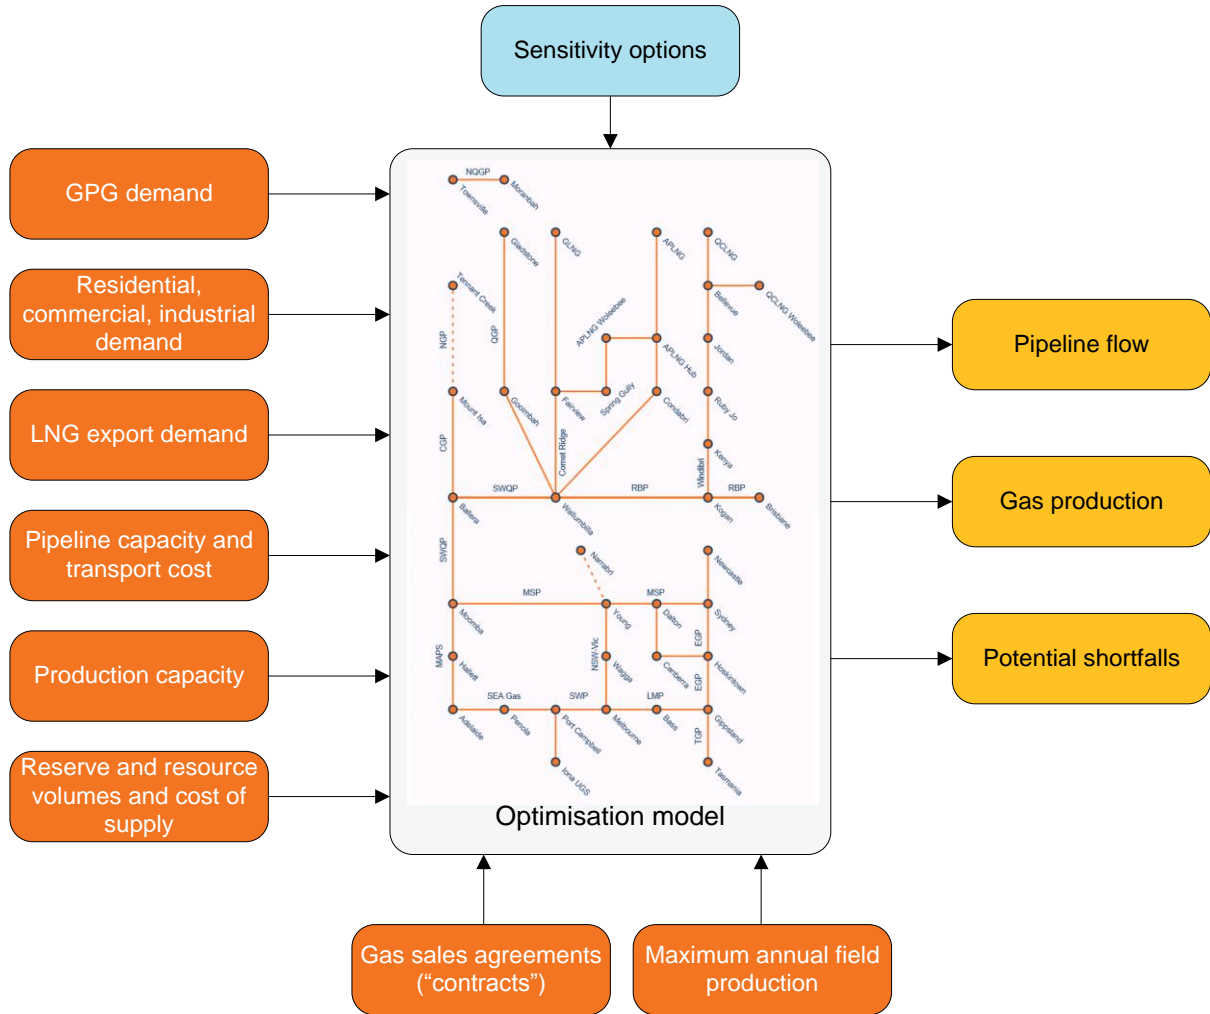 Sensitivity options
GPG demand
Residential,
commercial, industrial
demand
LNG export demand
Pipeline capacity and
transport cost
Production capacity
Reserve and resource
volumes and cost of
supply
NQGP
Townsville
Moranbah
Gladstone
GLNG
APLNG
QCLNG
Tennant Creek
Bellevue
QCLNG Woleebee
NGP
QGP
APLNG Woleebee
APLNG Hub
Jordan
Mount Isa
Gooimbah
Fairview
Spring Gully
Condabri
Ruby Jo
CGP
Comet Ridge
Kenya
Windibri
SWQP
RBP
RBP
Ballera
Wallumbilla
Kogan
Brisbane
SWQP
Narrabri
Newcastle
MSP
MSP
Moomba
Young
Dalton
Sydney
MAPS
NSW-Vic
EGP
Hallett
Wagga
Canberra
Hoskintown
EGP
SEA Gas
SWP
LMP
Adelaide
Penola
Port Campbell
Melbourne
Bass
Gippsland
TGP
Iona UGS
Tasmania
Optimisation model
Pipeline flow
Gas production
Potential shortfalls
Gas sales agreements
(“contracts”)
Maximum annual field
production